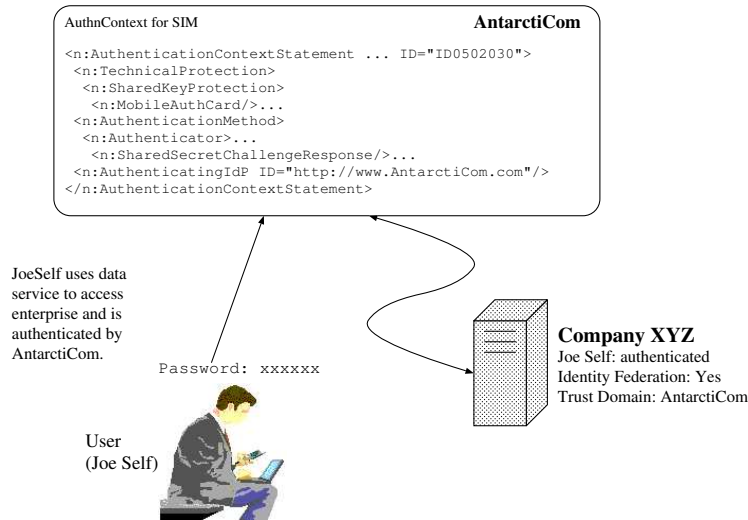 AuthnContext for SIM
AntarctiCom
<n:AuthenticationContextStatement ... ID="ID0502030">
<n:TechnicalProtection>
<n:SharedKeyProtection>
<n:MobileAuthCard/>...
<n:AuthenticationMethod>
<n:Authenticator>...
<n:SharedSecretChallengeResponse/>...
<n:AuthenticatingIdP ID="http://www.AntarctiCom.com"/>
</n:AuthenticationContextStatement>
JoeSelf uses data
service to access
enterprise and is
authenticated by
AntarctiCom.
Password: xxxxxx
User
(Joe Self)
Company XYZ
Joe Self: authenticated
Identity Federation: Yes
Trust Domain: AntarctiCom